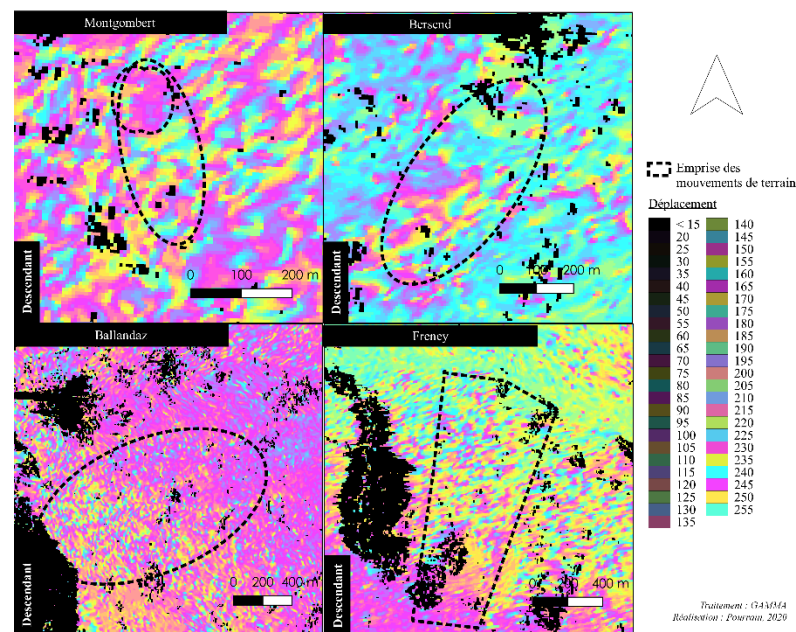 Montgombert
Bersend
Descendant
0 100 200 m
Descendant
0 100 200 m
Ballandaz
Freney
Descendant
0 200 400 m
Descendant
0 200 400 m
Emprise des
mouvements de terrain
Déplacement
< 15 140
20 145
25 150
30 155
35 160
40 165
45 170
50 175
55 180
60 185
65 190
70 195
75 200
80 205
85 210
90 215
95 220
100 225
105 230
110 235
115 240
120 245
125 250
130 255
135
Traitement : GAMMA
Réalisation : Pourrain, 2020